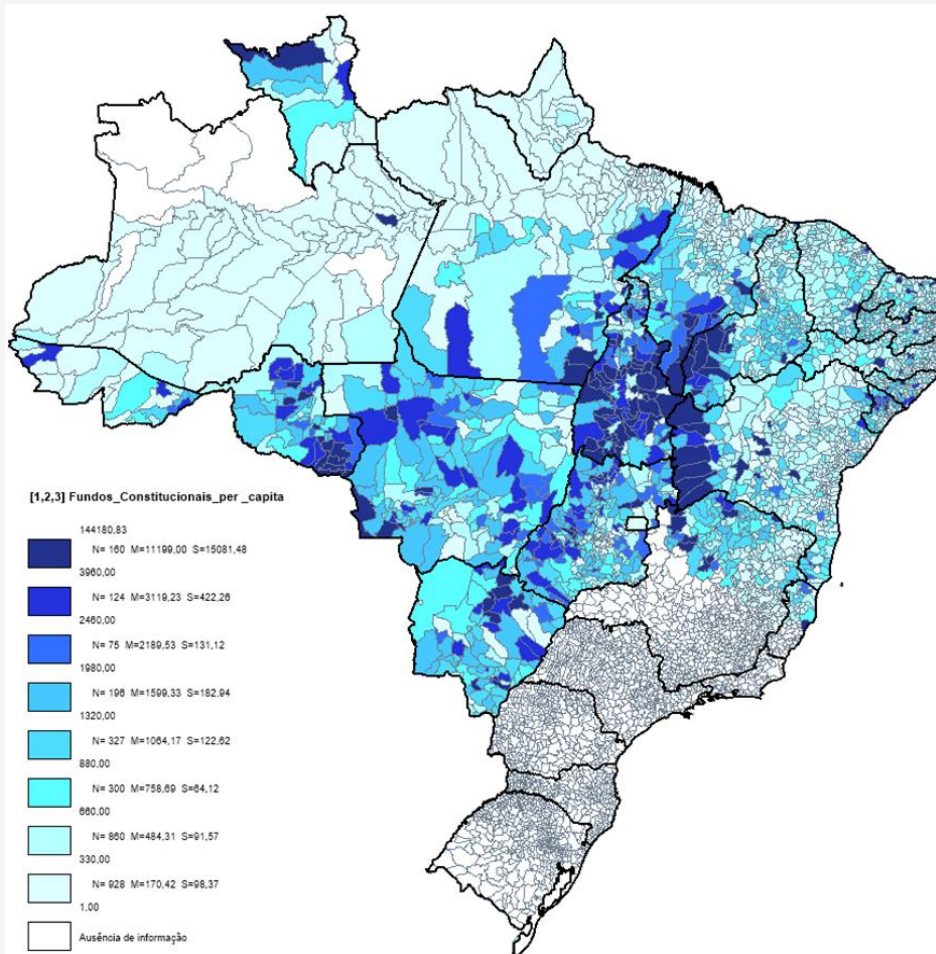 [1,2,3] Fundos_Constitucionais_per _capita
144180,83
N= 160 M=11199,00 S=15081,48
3960,00
N= 124 M=3119,23 S=422,26
2460,00
N= 75 M=2189,53 S=131,12
1980,00
N= 196 M=1599,33 S=182,94
1320,00
N= 327 M=1064,17 S=122,62
880,00
N= 300 M=758,69 S=64,12
660,00
N= 860 M=484,31 S=91,57
330,00
N= 928 M=170,42 S=98,37
1,00
Ausência de informação